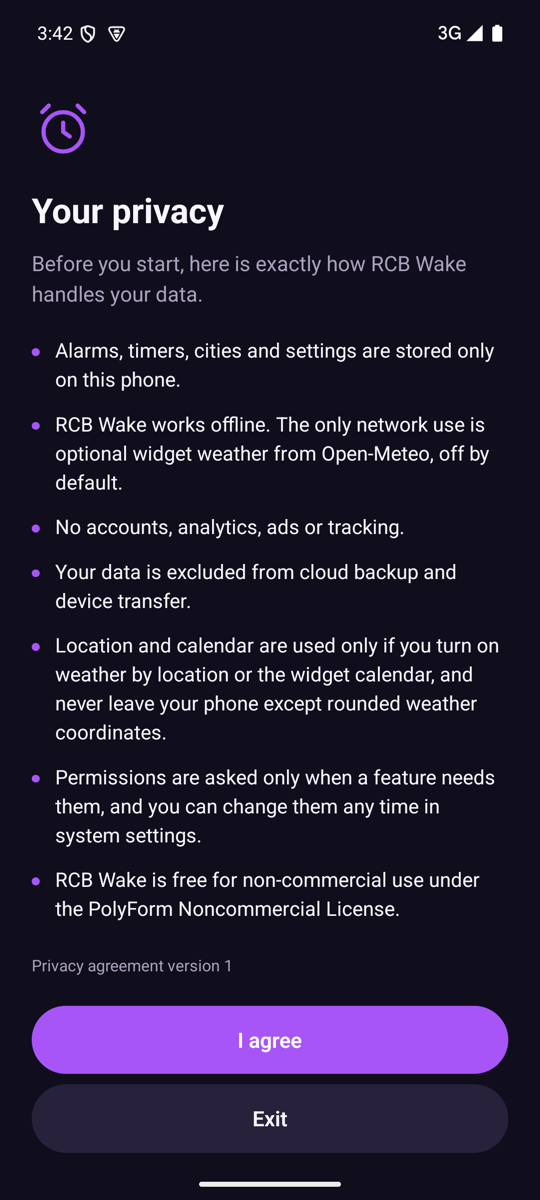 3:42
3G
Your privacy
Before you start, here is exactly how RCB Wake
handles your data.
Alarms, timers, cities and settings are stored only
on this phone.
RCB Wake works offline. The only network use is
optional widget weather from Open-Meteo, off by
default.
No accounts, analytics, ads or tracking.
Your data is excluded from cloud backup and
device transfer.
Location and calendar are used only if you turn on
weather by location or the widget calendar, and
never leave your phone except rounded weather
coordinates.
Permissions are asked only when a feature needs
them, and you can change them any time in
system settings.
RCB Wake is free for non-commercial use under
the PolyForm Noncommercial License.
Privacy agreement version 1
I agree
Exit